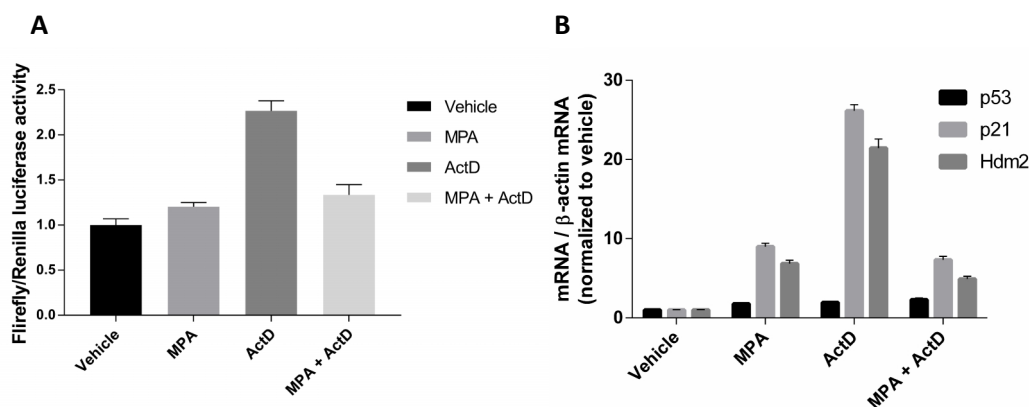 A
Flirefly/Renilla luciferase activity
2.5
2.0
1.5
1.0
0.5
0.0
Vehicle
MPA
ActD
MPA + ActD
Vehicle
MPA
ActD
MPA + ActD
B
mRNA / β-actin mRNA
(normalized to vehicle)
30
20
10
0
p53
p21
Hdm2
Vehicle
MPA
ActD
MPA + ActD